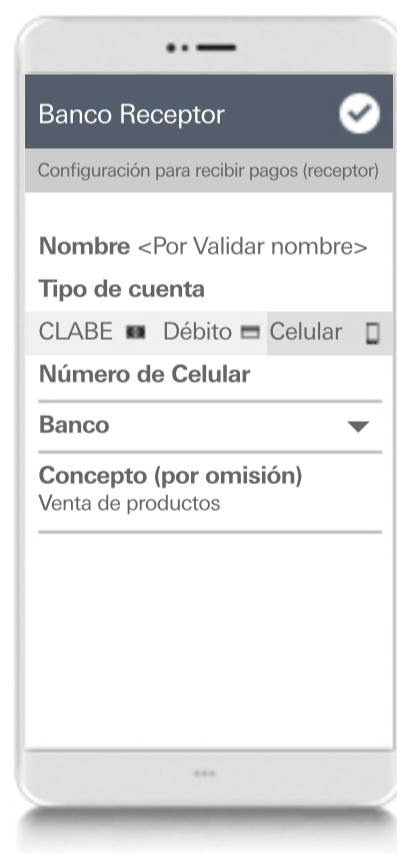 Banco Receptor
Configuración para recibir pagos (receptor)
Nombre <Por Validar nombre>
Tipo de cuenta
CLABE Débito Celular
Número de Celular
Banco
Concepto (por omisión)
Venta de productos